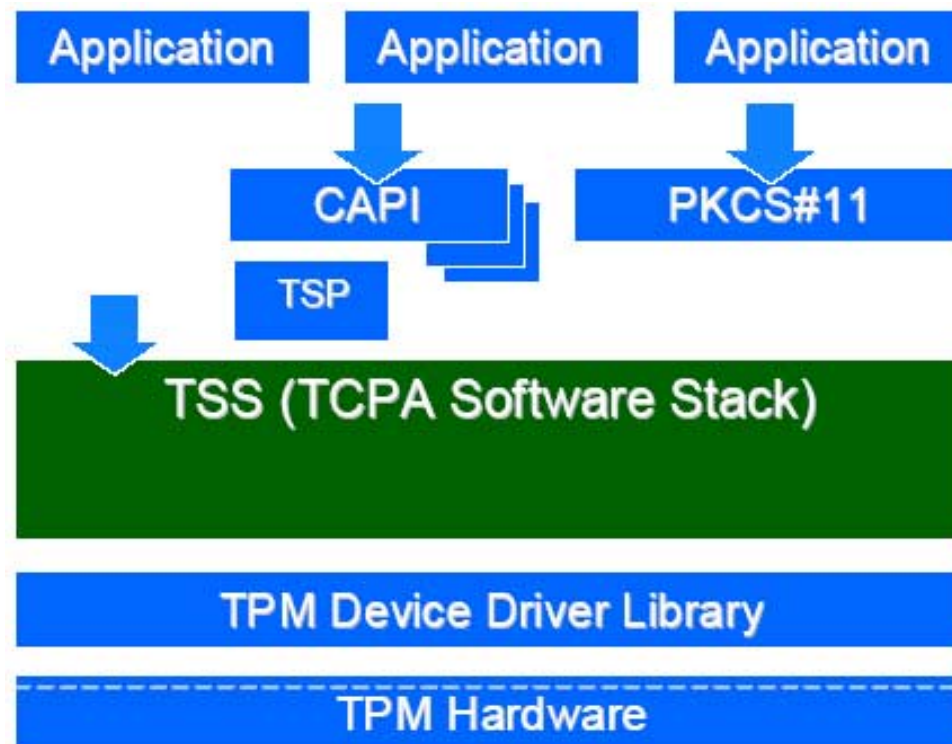 Application
Application
Application
CAPI
PKCS#11
TSP
TSS (TCPA Software Stack)
TPM Device Driver Library
TPM Hardware